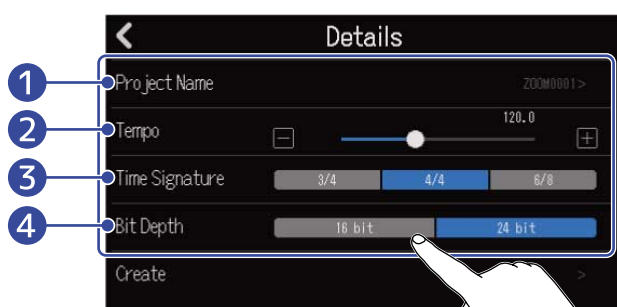 Details
1 Project Name ZOOM0001>
2 Tempo 120.0
3 Time Signature 3/4 4/4 6/8
4 Bit Depth 16 bit 24 bit
Create >